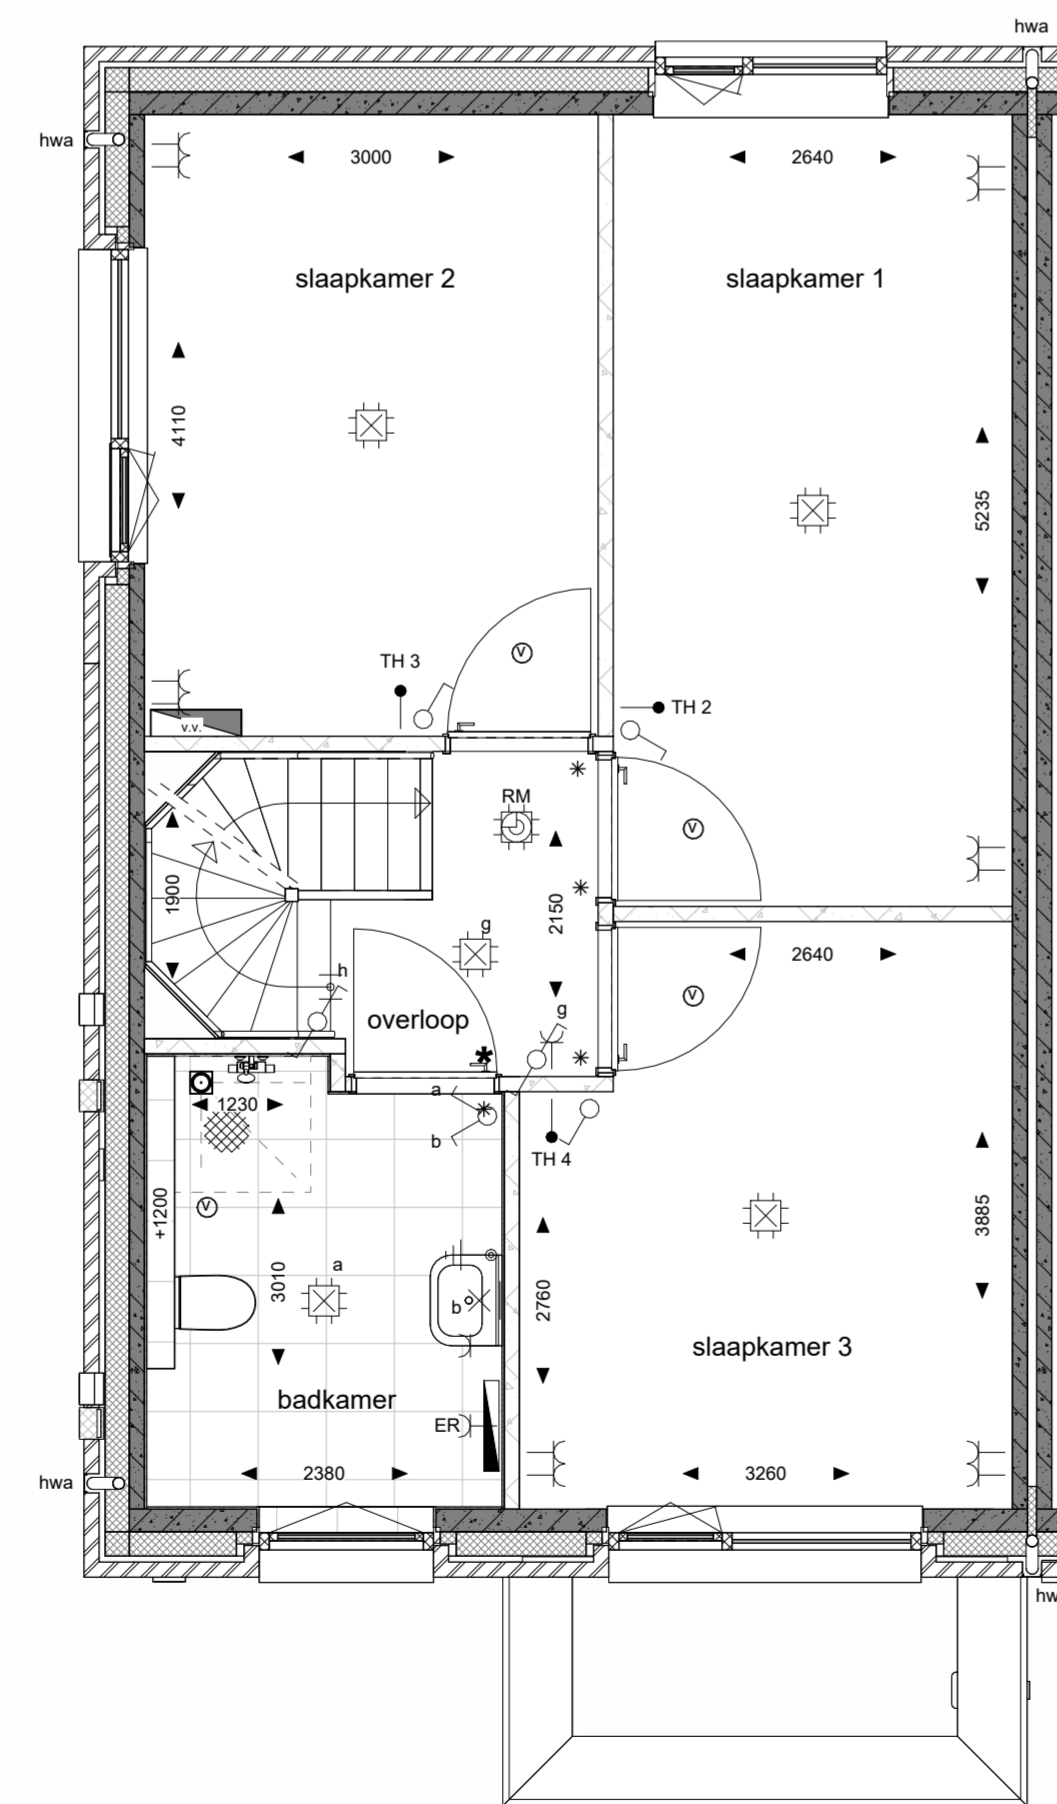 hwa
hwa
3000
2640
slaapkamer 2
slaapkamer 1
4110
5235
TH 3
V
TH 2
v.v.
RM
V
1900
2150
g
2640
h
overloop
g
V
*
a
1230
b
TH 4
+1200
V
3885
3010
a
2760
b
slaapkamer 3
badkamer
ER
2380
3260
hwa
hw